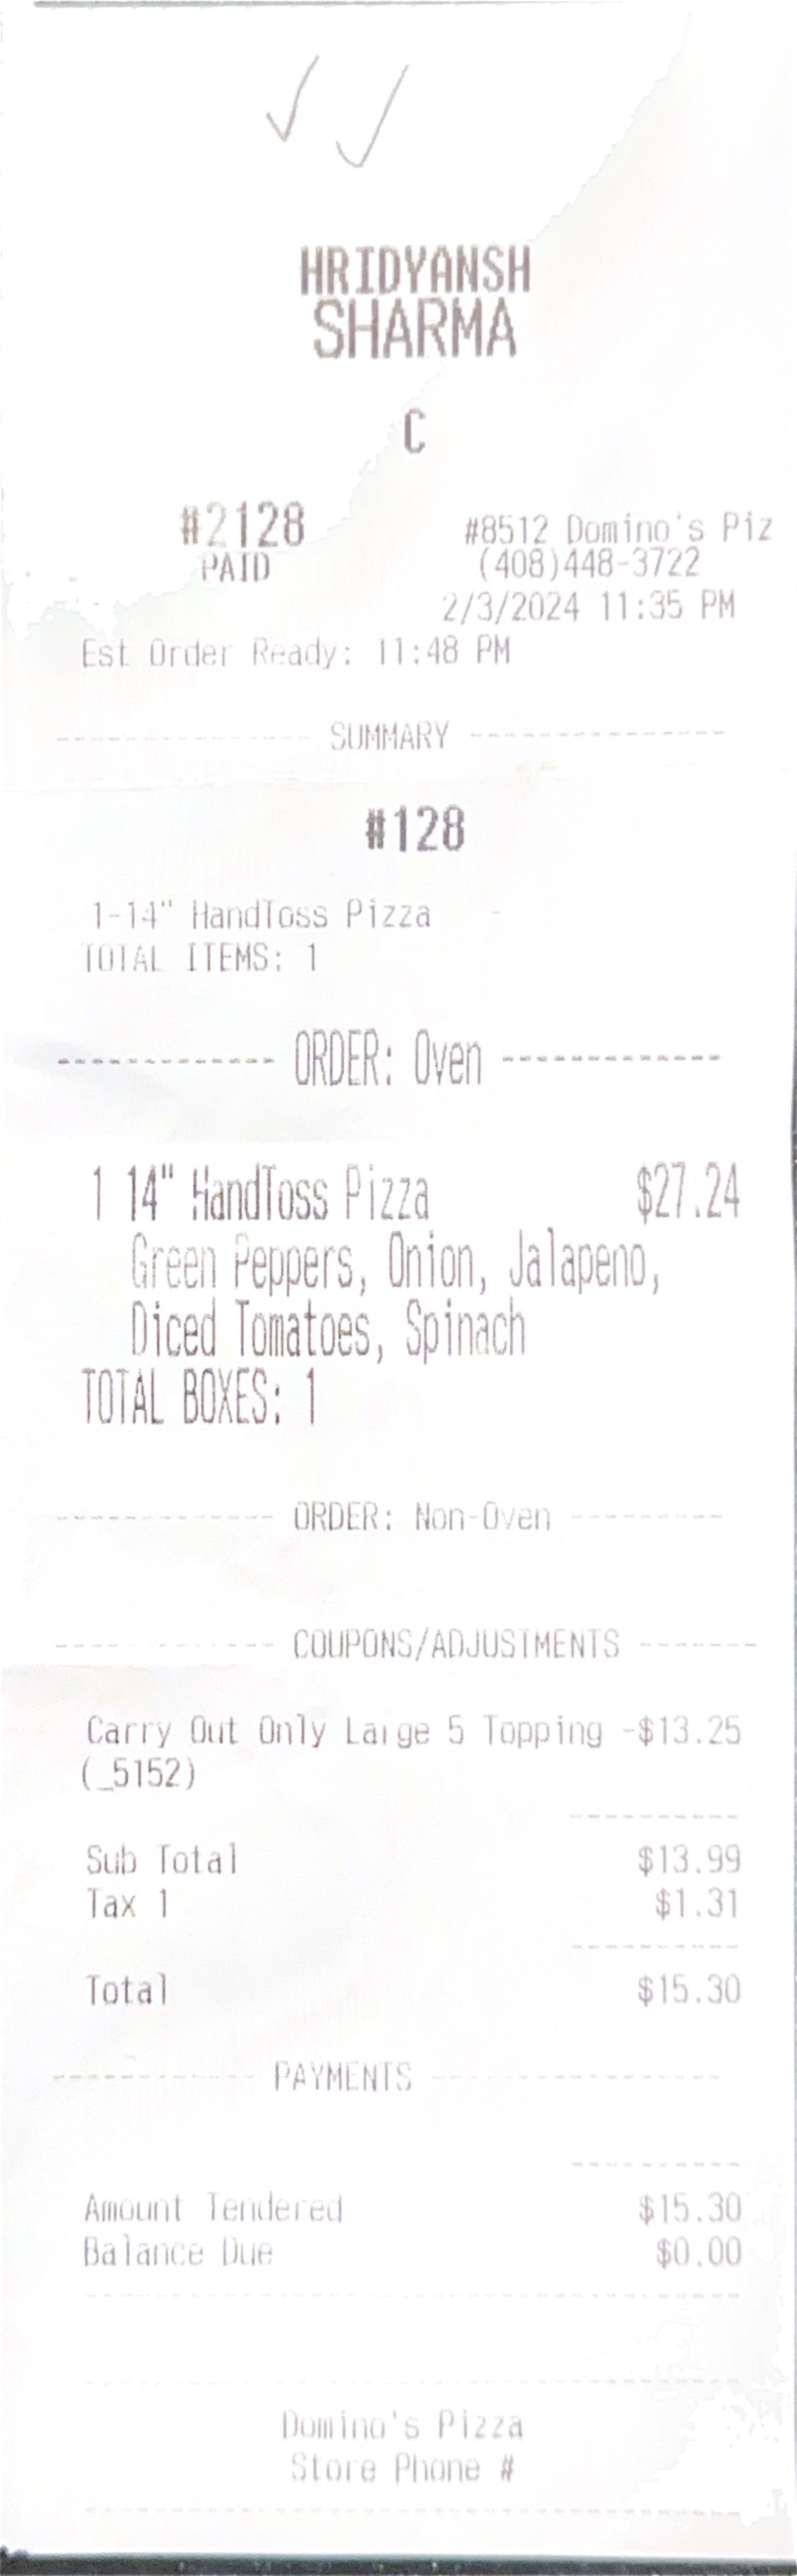 HRIDYANSH
SHARMA
C
#2128
PAID
#8512 Domino's Piz
(408)448-3722
2/3/2024 11:35 PM
Est Order Ready: 11:48 PM
SUMMARY
#128
1-14" HandToss Pizza
TOTAL ITEMS: 1
ORDER: Oven
1 14" HandToss Pizza $27.24
Green Peppers, Onion, Jalapeno,
Diced Tomatoes, Spinach
TOTAL BOXES: 1
ORDER: Non-Oven
COUPONS/ADJUSTMENTS
Carry Out Only Large 5 Topping -$13.25
(_5152)
Sub Total $13.99
Tax 1 $1.31
Total $15.30
PAYMENTS
Amount Tendered $15.30
Balance Due $0.00
Domino's Pizza
Store Phone #